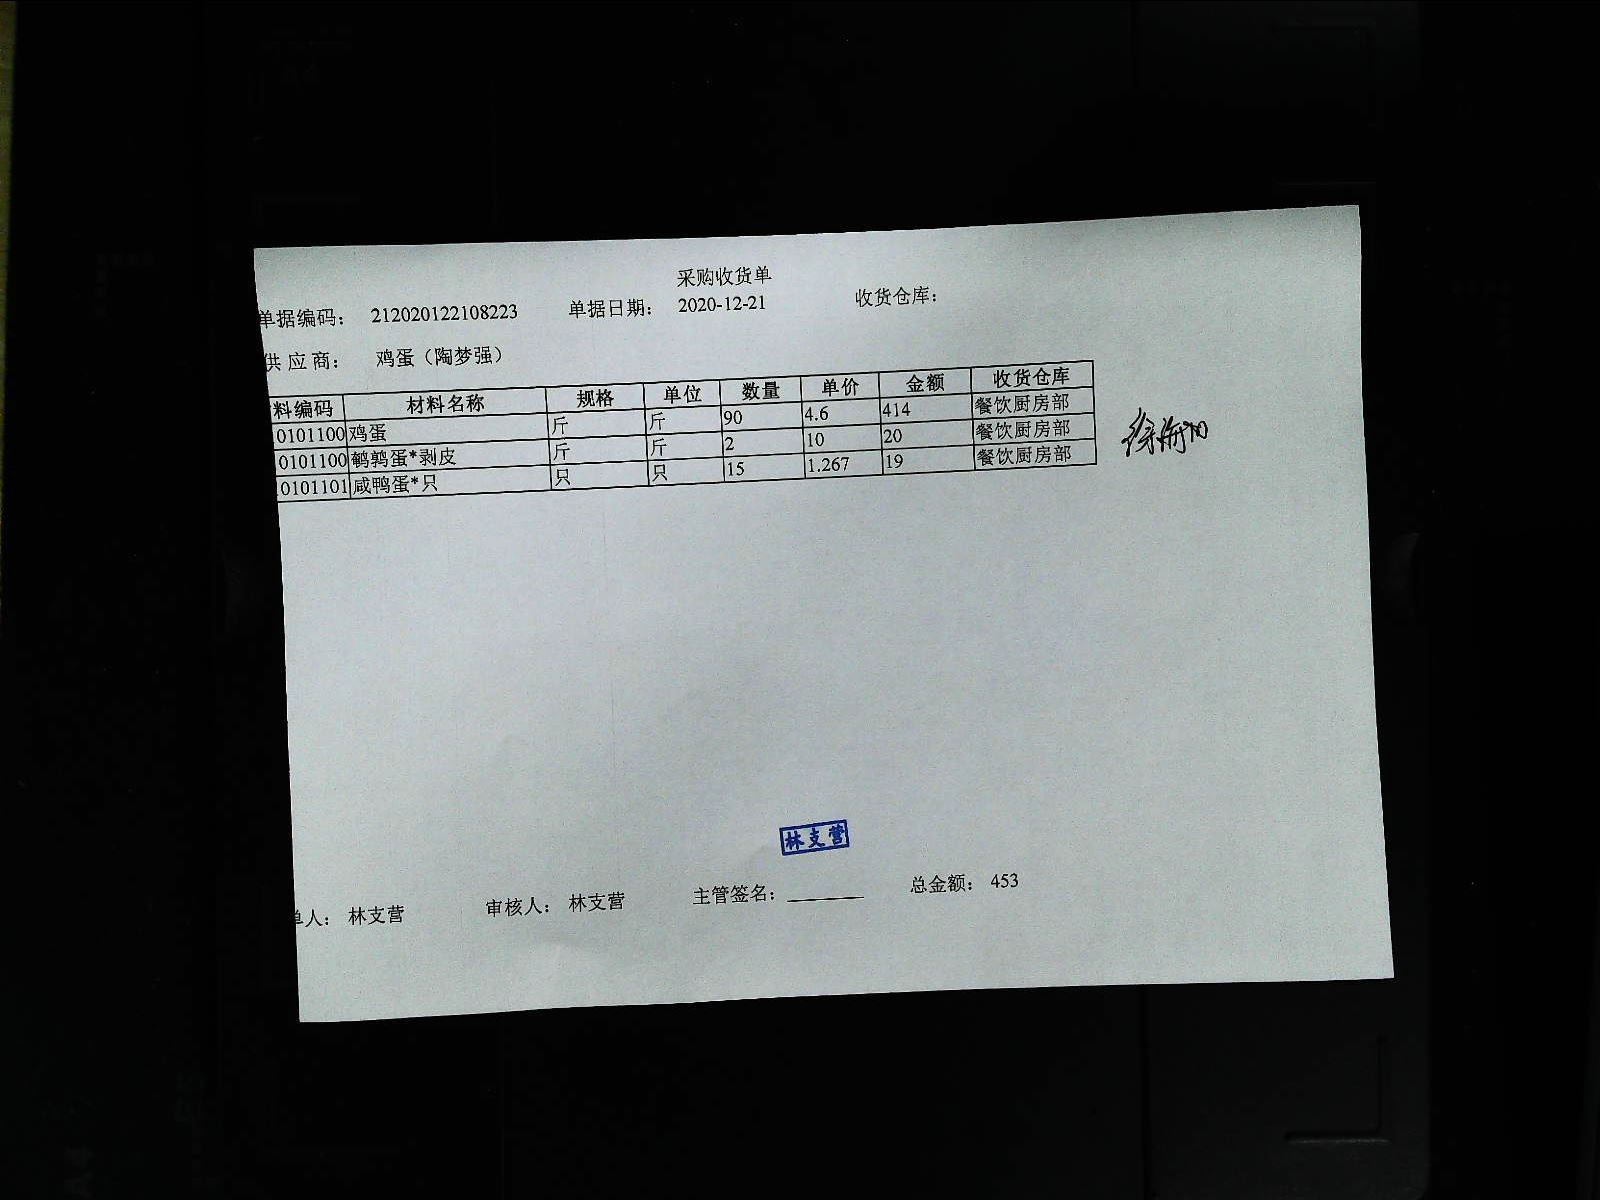 采购收货单
单据编码： 212020122108223 单据日期： 2020-12-21 收货仓库：
供应商： 鸡蛋（陶梦强）
料编码 材料名称 规格 单位 数量 单价 金额 收货仓库
0101100 鸡蛋 斤 斤 90 4.6 414 餐饮厨房部
0101100 鹌鹑蛋*剥皮 斤 斤 2 10 20 餐饮厨房部
0101101 咸鸭蛋*只 只 只 15 1.267 19 餐饮厨房部
林支营
单人： 林支营 审核人： 林支营 主管签名： 总金额： 453